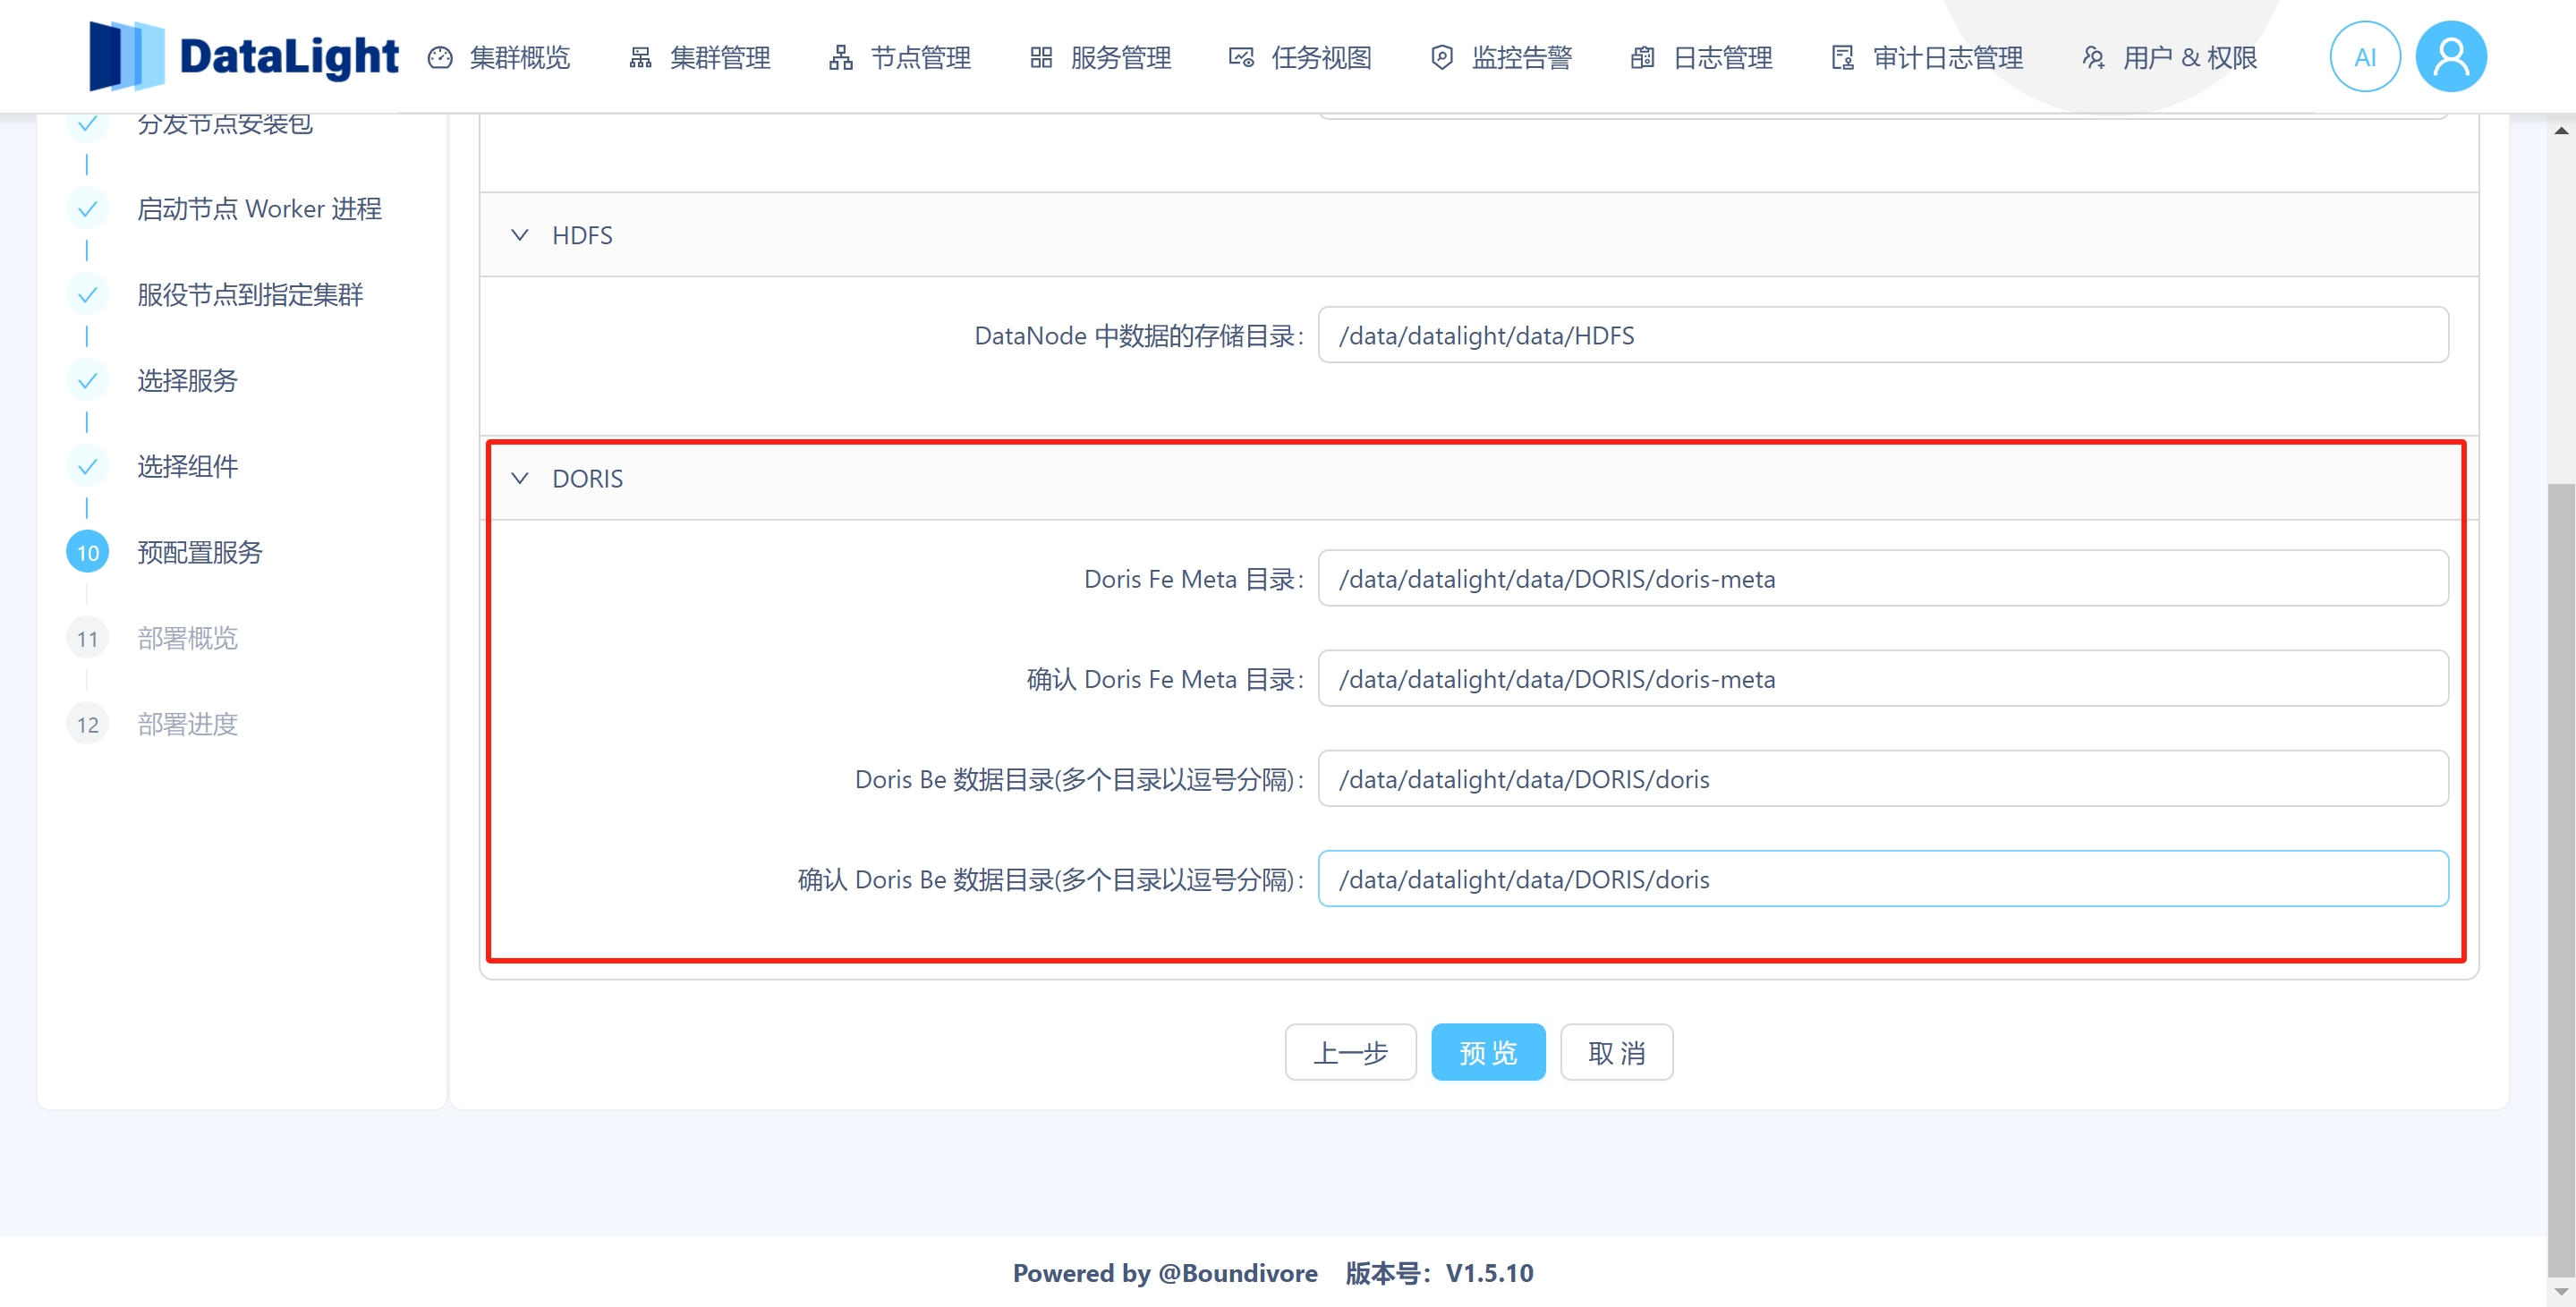 DataLight
集群概览
集群管理
节点管理
服务管理
任务视图
监控告警
日志管理
审计日志管理
用户 & 权限
AI
分发节点安装包
启动节点 Worker 进程
服役节点到指定集群
选择服务
选择组件
10 预配置服务
11 部署概览
12 部署进度
HDFS
DataNode 中数据的存储目录: /data/datalight/data/HDFS
DORIS
Doris Fe Meta 目录: /data/datalight/data/DORIS/doris-meta
确认 Doris Fe Meta 目录: /data/datalight/data/DORIS/doris-meta
Doris Be 数据目录(多个目录以逗号分隔): /data/datalight/data/DORIS/doris
确认 Doris Be 数据目录(多个目录以逗号分隔): /data/datalight/data/DORIS/doris
上一步
预 览
取 消
Powered by @Boundivore 版本号：V1.5.10